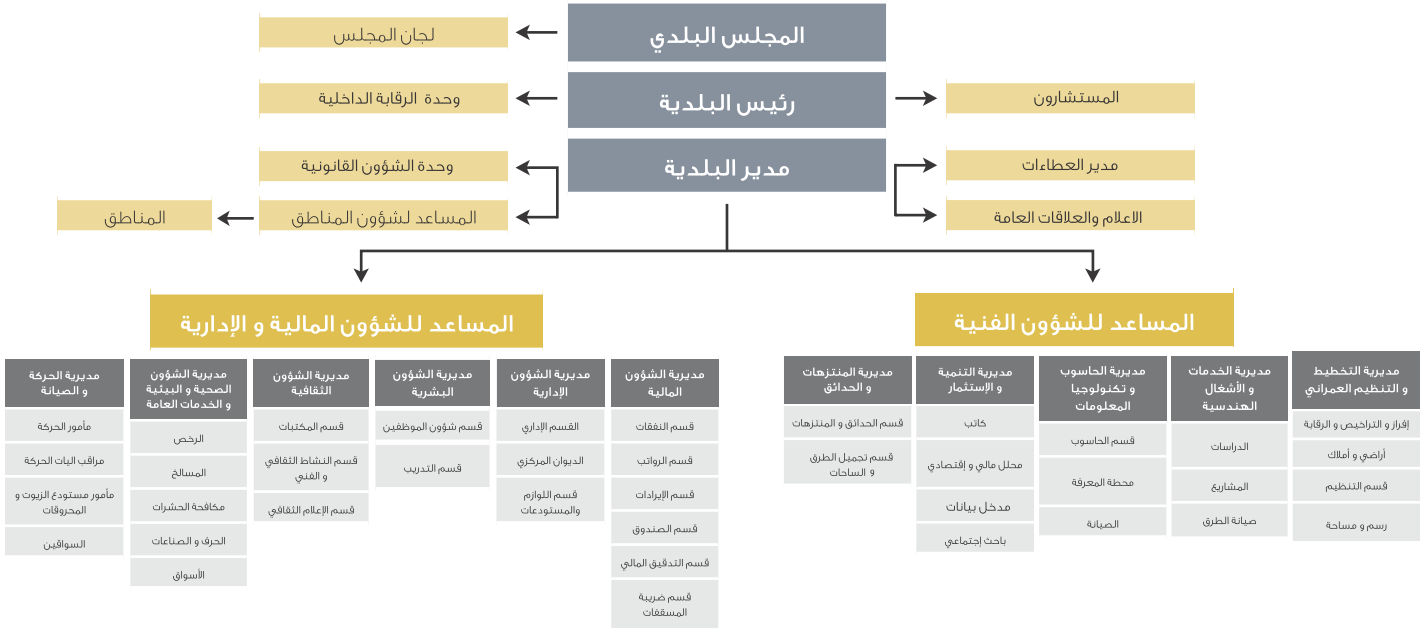 المجلس البلدي
لجان المجلس
رئيس البلدية
المستشارون
وحدة الرقابة الداخلية
مدير البلدية
مدير العطاءات
وحدة الشؤون القانونية
الاعلام والعلاقات العامة
المساعد لشؤون المناطق
المناطق
المساعد للشؤون الفنية
مديرية التخطيط
و التنظيم العمراني
إفراز و التراخيص و الرقابة
أراضي و أملاك
قسم التنظيم
رسم و مساحة
مديرية الخدمات
و الأشغال
الهندسية
الدراسات
المشاريع
صيانة الطرق
مديرية الحاسوب
و تكنولوجيا
المعلومات
قسم الحاسوب
محطة المعرفة
الصيانة
مديرية التنمية
و الإستثمار
كاتب
محلل مالي و إقتصادي
مدخل بيانات
باحث إجتماعي
مديرية المنتزهات
و الحدائق
قسم الحدائق و المنتزهات
قسم تجميل الطرق
و الساحات
المساعد للشؤون المالية و الإدارية
مديرية الشؤون
المالية
قسم النفقات
قسم الرواتب
قسم الإيرادات
قسم الصندوق
قسم التدقيق المالي
قسم ضريبة
المسقفات
مديرية الشؤون
الإدارية
القسم الإداري
الديوان المركزي
قسم اللوازم
والمستودعات
مديرية الشؤون
البشرية
قسم شؤون الموظفين
قسم التدريب
مديرية الشؤون
الثقافية
قسم المكتبات
قسم النشاط الثقافي
و الفني
قسم الإعلام الثقافي
مديرية الشؤون
الصحية و البيئية
و الخدمات العامة
الرخص
المسالخ
مكافحة الحشرات
الحرف و الصناعات
الأسواق
مديرية الحركة
و الصيانة
مأمور الحركة
مراقب اليات الحركة
مأمور مستودع الزيوت و
المحروقات
السواقين